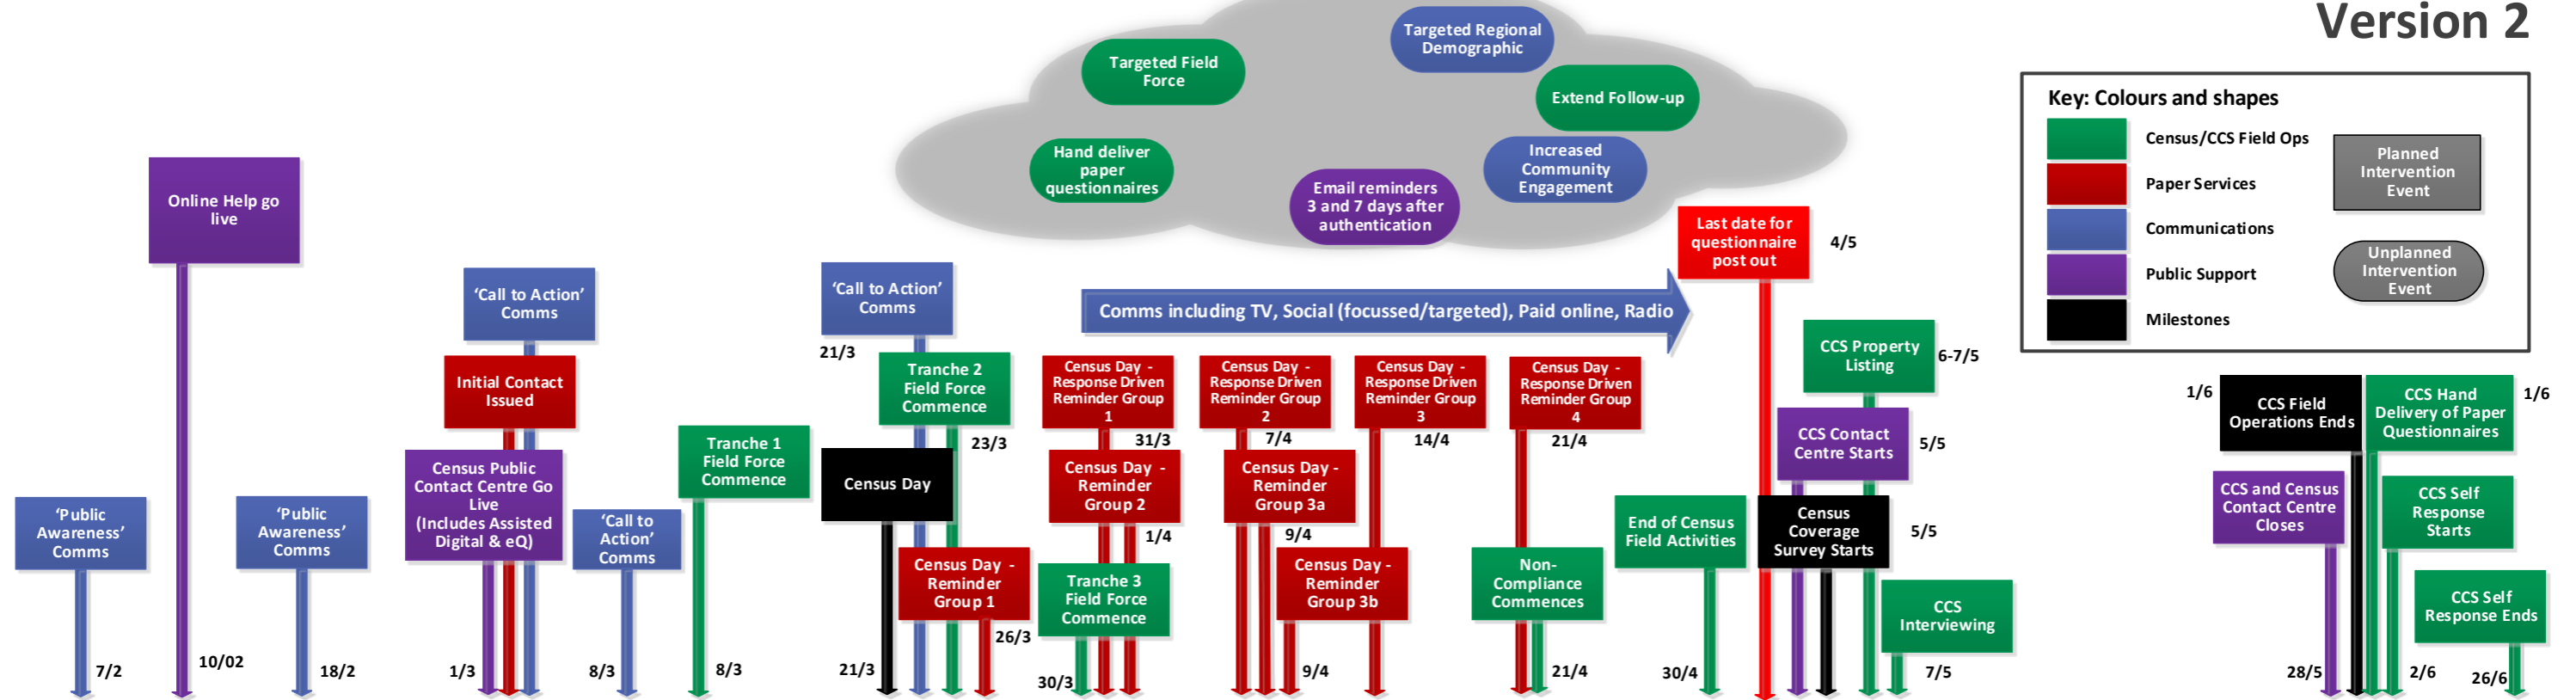 Version 2
Targeted Regional
Demographic
Targeted Field
Force
Extend Follow-up
Hand deliver
paper
questionnaires
Increased
Community
Engagement
Email reminders
3 and 7 days after
authentication
Key: Colours and shapes
Census/CCS Field Ops
Paper Services
Communications
Public Support
Milestones
Planned
Intervention
Event
Unplanned
Intervention
Event
Online Help go
live
10/02
‘Public
Awareness’
Comms
7/2
‘Public
Awareness’
Comms
18/2
‘Call to Action’
Comms
Initial Contact
Issued
Census Public
Contact Centre Go
Live
(Includes Assisted
Digital & eQ)
1/3
‘Call to
Action’
Comms
8/3
Tranche 1
Field Force
Commence
8/3
‘Call to Action’
Comms
21/3
Tranche 2
Field Force
Commence
23/3
Census Day
21/3
Census Day -
Reminder
Group 1
26/3
Comms including TV, Social (focussed/targeted), Paid online, Radio
Census Day -
Response Driven
Reminder Group
1
31/3
Census Day -
Reminder
Group 2
1/4
Tranche 3
Field Force
Commence
30/3
Census Day -
Response Driven
Reminder Group
2
7/4
Census Day -
Reminder
Group 3a
9/4
Census Day -
Reminder
Group 3b
9/4
Census Day -
Response Driven
Reminder Group
3
14/4
Census Day -
Response Driven
Reminder Group
4
21/4
Non-
Compliance
Commences
21/4
End of Census
Field Activities
30/4
Last date for
questionnaire
post out
4/5
CCS Property
Listing
6-7/5
CCS Contact
Centre Starts
5/5
Census
Coverage
Survey Starts
5/5
CCS
Interviewing
7/5
1/6
CCS Field
Operations Ends
CCS Hand
Delivery of Paper
Questionnaires
1/6
CCS and Census
Contact Centre
Closes
28/5
CCS Self
Response
Starts
2/6
CCS Self
Response Ends
26/6